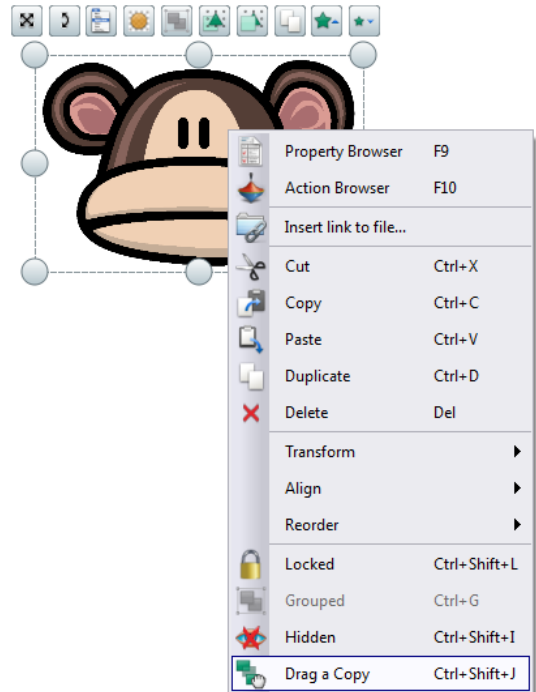 Property Browser F9
Action Browser F10
Insert link to file...
Cut Ctrl+X
Copy Ctrl+C
Paste Ctrl+V
Duplicate Ctrl+D
Delete Del
Transform
Align
Reorder
Locked Ctrl+Shift+L
Grouped Ctrl+G
Hidden Ctrl+Shift+I
Drag a Copy Ctrl+Shift+J